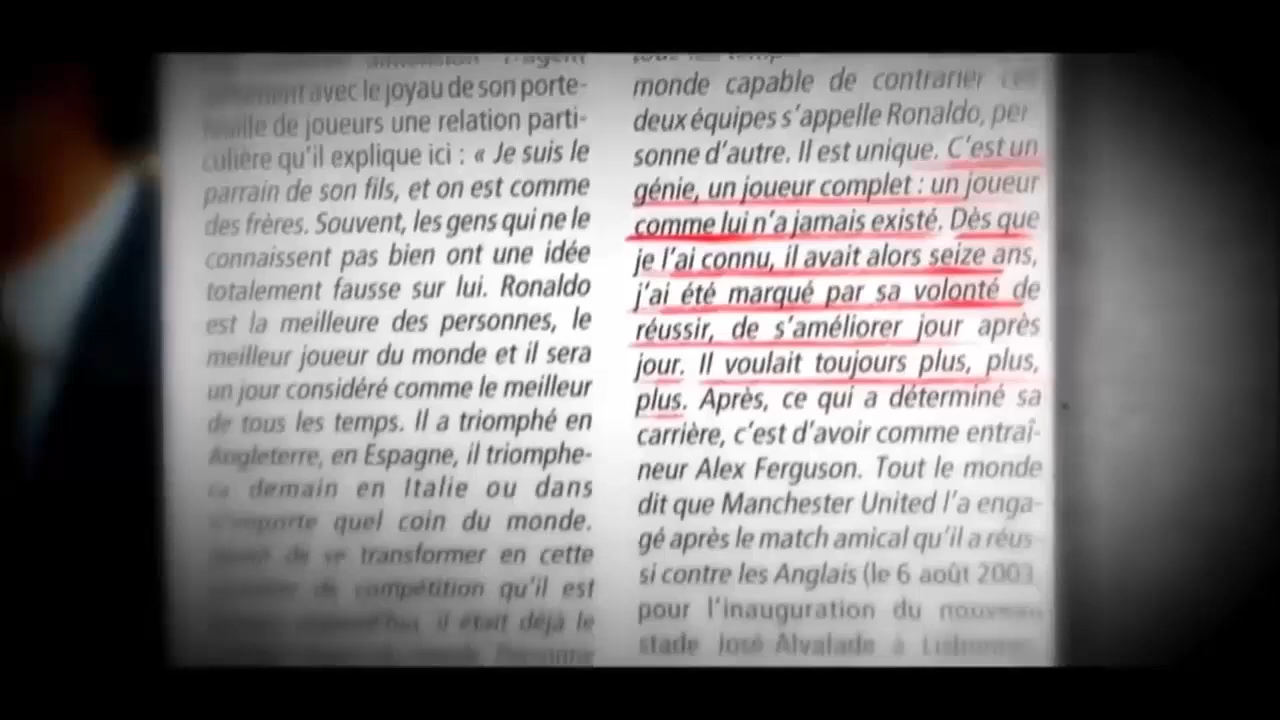 avec le joyau de son porte-
feuille de joueurs une relation parti-
culière qu'il explique ici : « Je suis le
parrain de son fils, et on est comme
des frères. Souvent, les gens qui ne le
connaissent pas bien ont une idée
totalement fausse sur lui. Ronaldo
est la meilleure des personnes, le
meilleur joueur du monde et il sera
un jour considéré comme le meilleur
de tous les temps. Il a triomphé en
Angleterre, en Espagne, il triomphe-
ra demain en Italie ou dans
n'importe quel coin du monde.
de se transformer en cette
de compétition qu'il est
il était déjà le
monde capable de contrarier ces
deux équipes s'appelle Ronaldo, per
sonne d'autre. Il est unique. C'est un
génie, un joueur complet : un joueur
comme lui n'a jamais existé. Dès que
je l'ai connu, il avait alors seize ans,
j'ai été marqué par sa volonté de
réussir, de s'améliorer jour après
jour. Il voulait toujours plus, plus,
plus. Après, ce qui a déterminé sa
carrière, c'est d'avoir comme entraî-
neur Alex Ferguson. Tout le monde
dit que Manchester United l'a enga-
gé après le match amical qu'il a réus
si contre les Anglais (le 6 août 2003
pour l'inauguration du nouveau
stade José Alvalade à Lisbonne